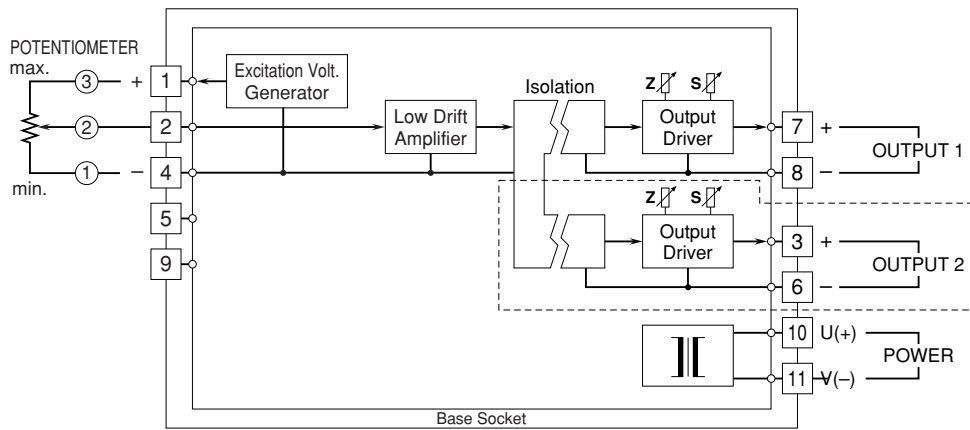 POTENTIOMETER
max.
3
+
1
Excitation Volt.
Generator
2
2
Low Drift
Amplifier
Isolation
Z
S
Output
Driver
7
+
OUTPUT 1
1
–
4
8
–
min.
5
9
Z
S
Output
Driver
3
+
OUTPUT 2
6
–
10
U(+)
POWER
11
V(–)
Base Socket